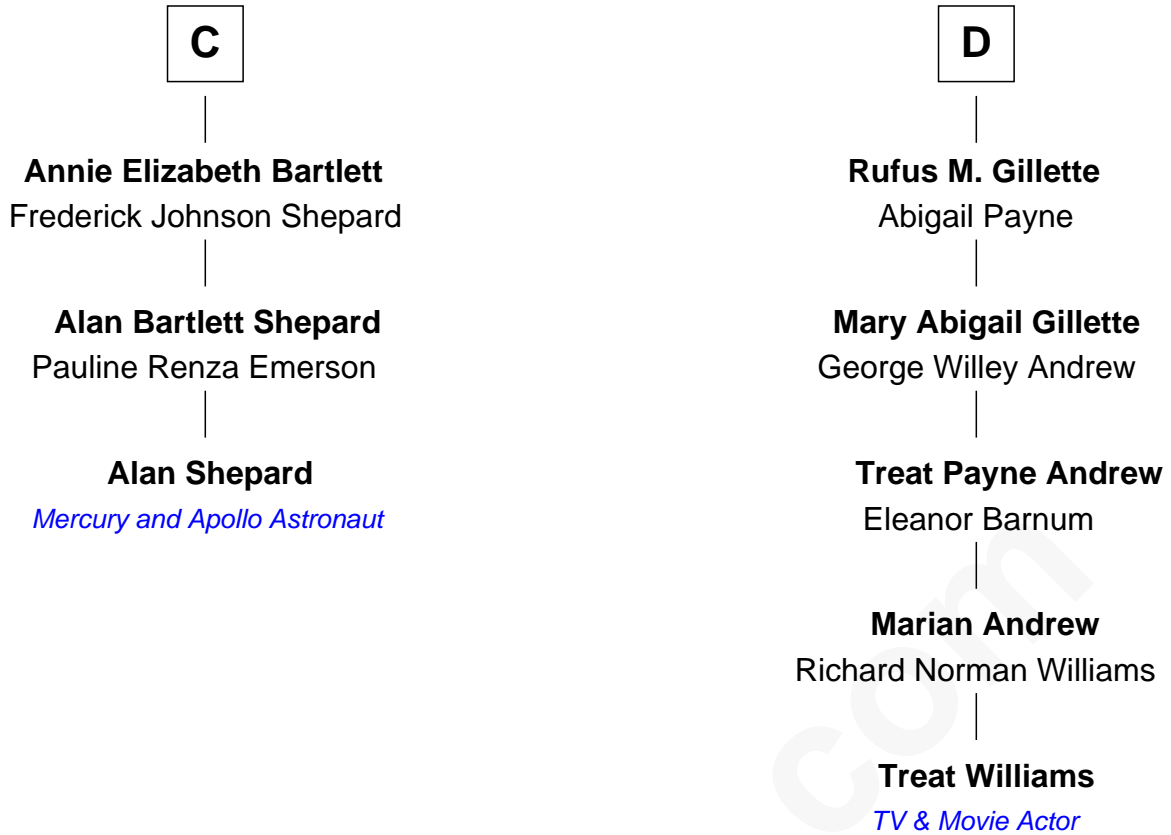 C
Annie Elizabeth Bartlett
Frederick Johnson Shepard
Alan Bartlett Shepard
Pauline Renza Emerson
Alan Shepard
Mercury and Apollo Astronaut
D
Rufus M. Gillette
Abigail Payne
Mary Abigail Gillette
George Willey Andrew
Treat Payne Andrew
Eleanor Barnum
Marian Andrew
Richard Norman Williams
Treat Williams
TV & Movie Actor
com